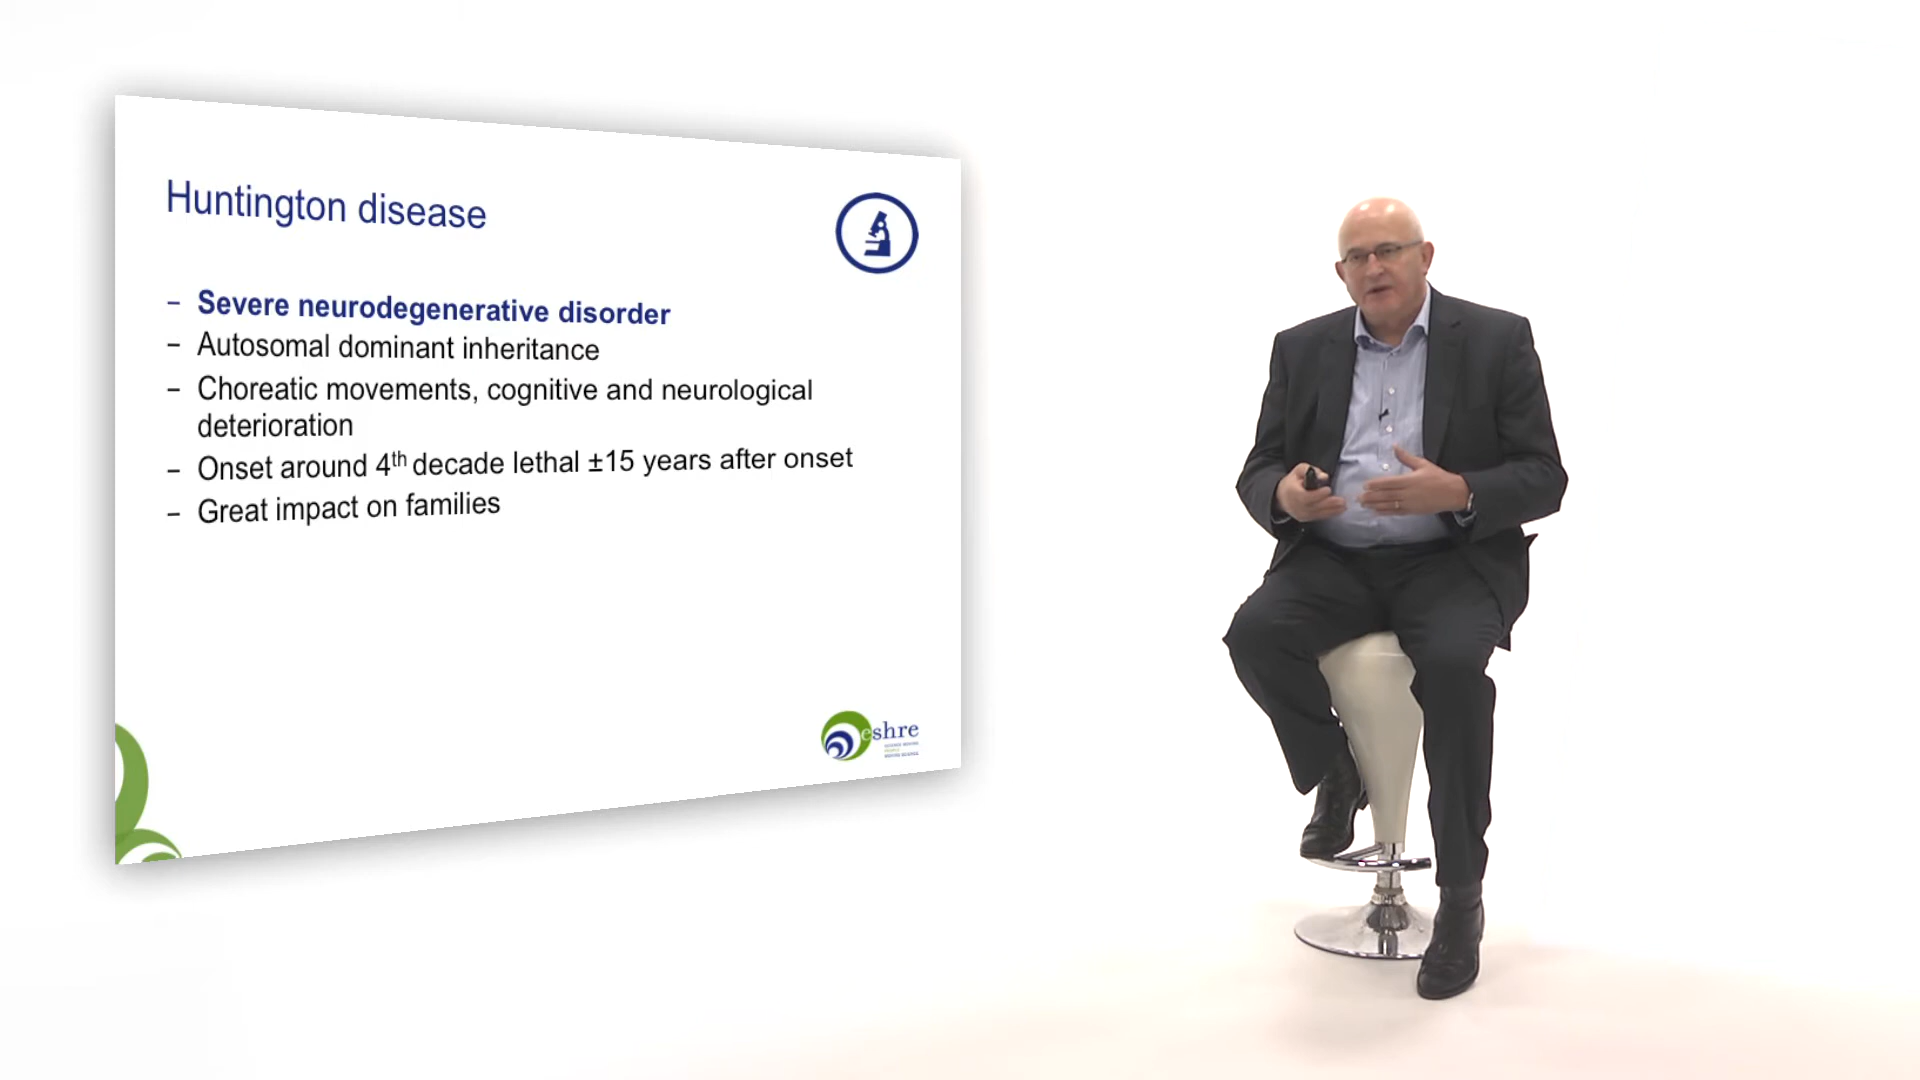 Huntington disease
– Severe neurodegenerative disorder
– Autosomal dominant inheritance
– Choreatic movements, cognitive and neurological
deterioration
– Onset around 4th decade lethal ±15 years after onset
– Great impact on families
eshre